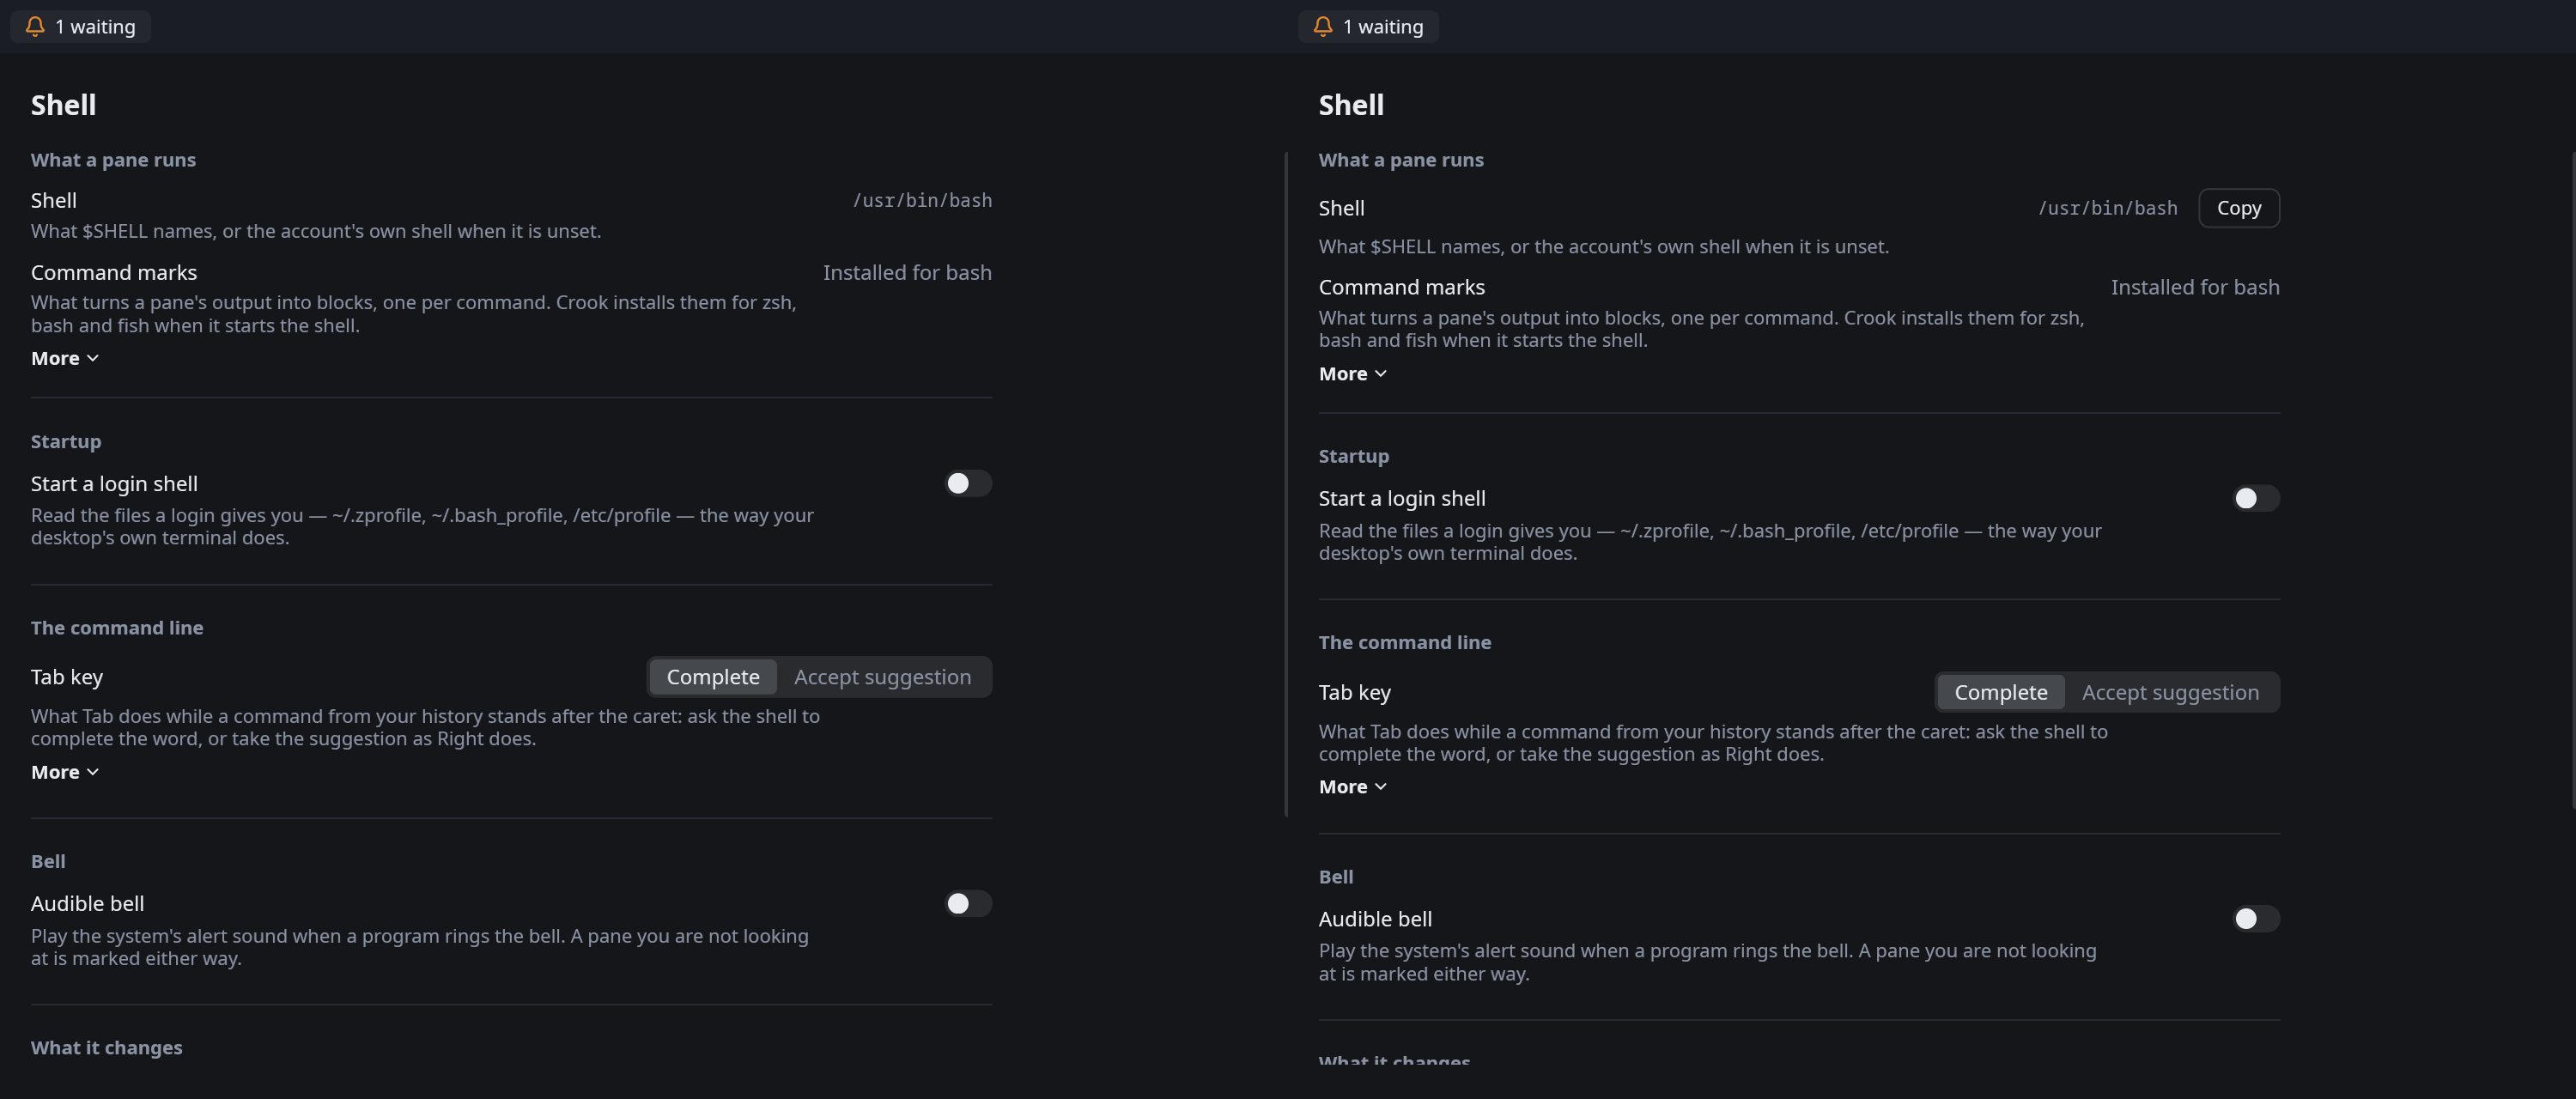 1 waiting
Shell
What a pane runs
Shell /usr/bin/bash
What $SHELL names, or the account's own shell when it is unset.
Command marks Installed for bash
What turns a pane's output into blocks, one per command. Crook installs them for zsh,
bash and fish when it starts the shell.
More
Startup
Start a login shell
Read the files a login gives you — ~/.zprofile, ~/.bash_profile, /etc/profile — the way your
desktop's own terminal does.
The command line
Tab key Complete Accept suggestion
What Tab does while a command from your history stands after the caret: ask the shell to
complete the word, or take the suggestion as Right does.
More
Bell
Audible bell
Play the system's alert sound when a program rings the bell. A pane you are not looking
at is marked either way.
What it changes
1 waiting
Shell
What a pane runs
Shell /usr/bin/bash Copy
What $SHELL names, or the account's own shell when it is unset.
Command marks Installed for bash
What turns a pane's output into blocks, one per command. Crook installs them for zsh,
bash and fish when it starts the shell.
More
Startup
Start a login shell
Read the files a login gives you — ~/.zprofile, ~/.bash_profile, /etc/profile — the way your
desktop's own terminal does.
The command line
Tab key Complete Accept suggestion
What Tab does while a command from your history stands after the caret: ask the shell to
complete the word, or take the suggestion as Right does.
More
Bell
Audible bell
Play the system's alert sound when a program rings the bell. A pane you are not looking
at is marked either way.
What it changes